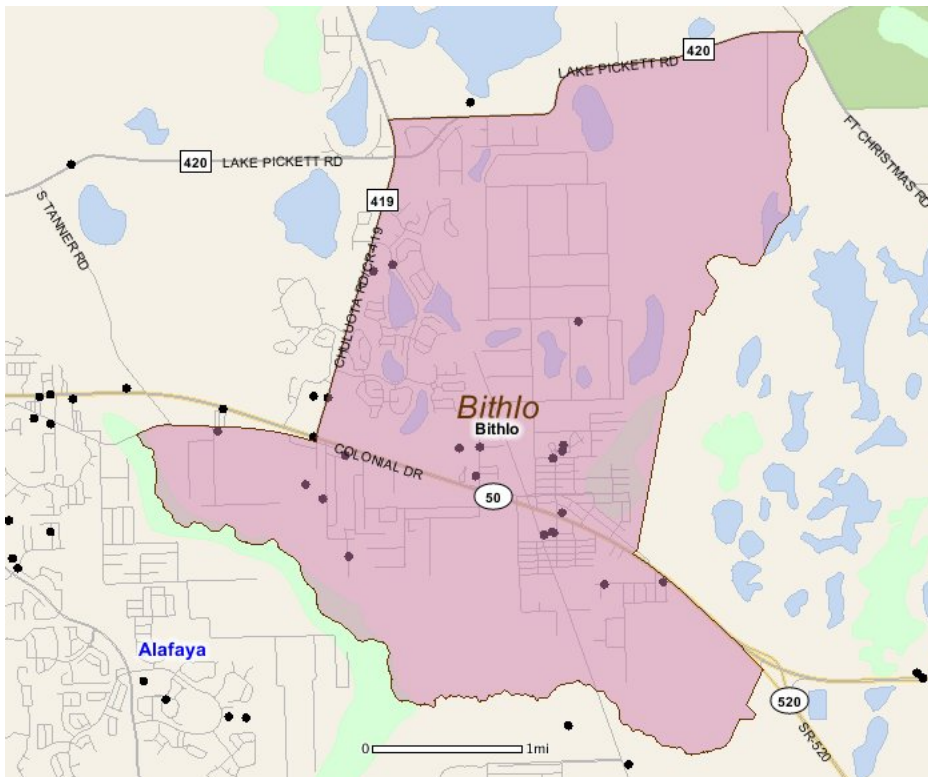 420
LAKE PICKETT RD
420
LAKE PICKETT RD
FT CHRISTMAS RD
S TANNER RD
419
CHULUOTA RD/CR-419
Bithlo
Bithlo
COLONIAL DR
50
Alafaya
520
SR-520
0 1mi